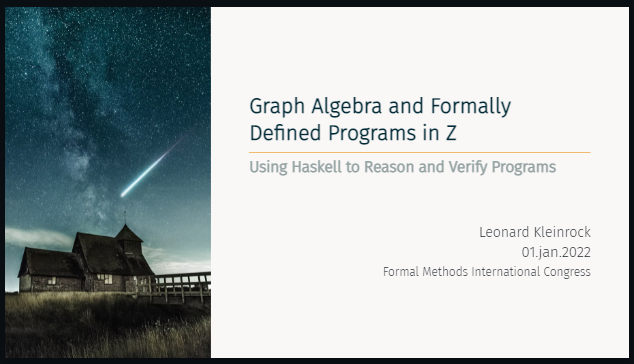 Graph Algebra and Formally
Defined Programs in Z
Using Haskell to Reason and Verify Programs
Leonard Kleinrock
01.jan.2022
Formal Methods International Congress